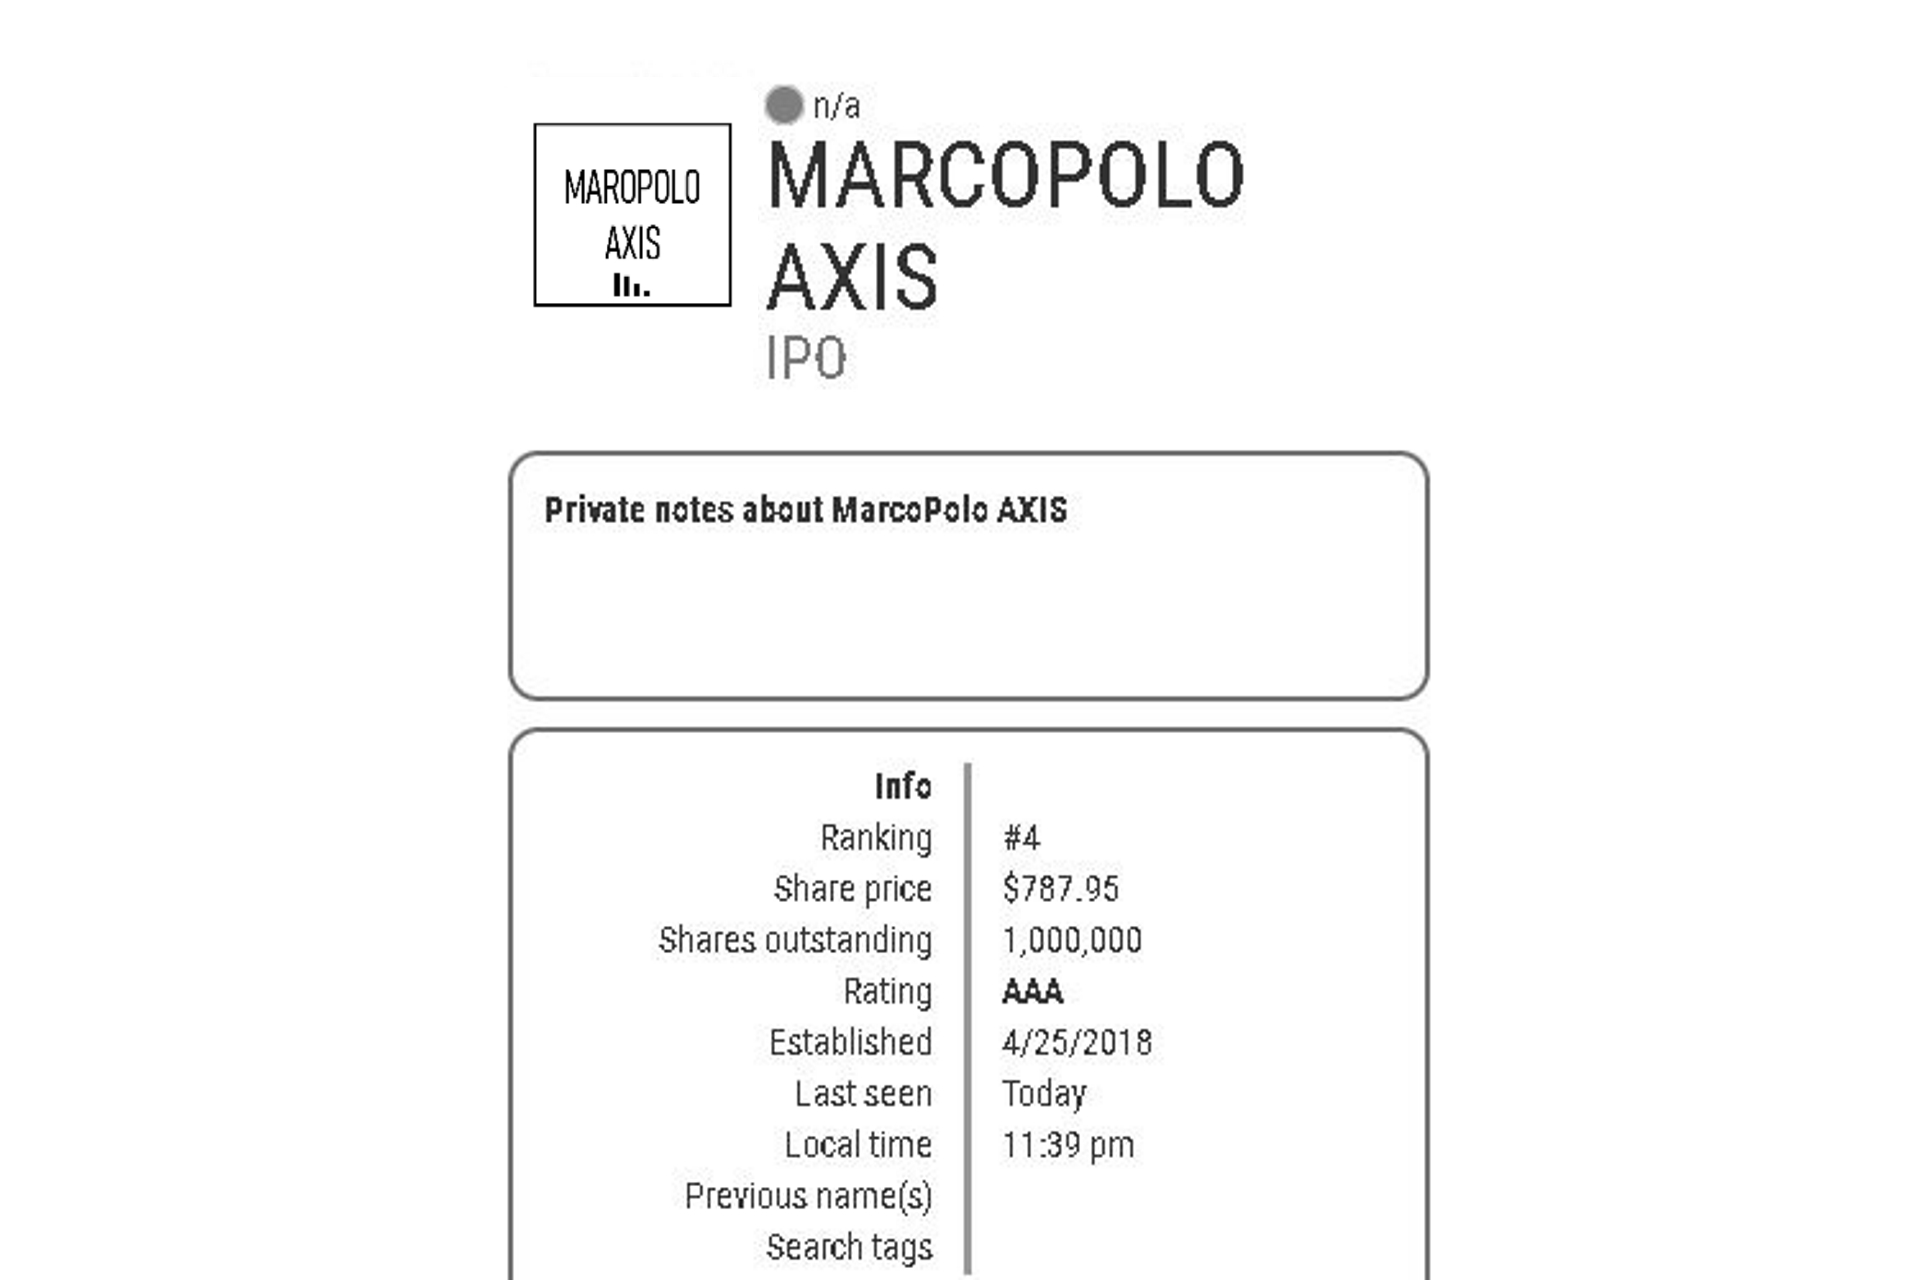 n/a
MAROPOLO
AXIS
MARCOPOLO
AXIS
IPO
Private notes about MarcoPolo AXIS
Info
Ranking #4
Share price $787.95
Shares outstanding 1,000,000
Rating AAA
Established 4/25/2018
Last seen Today
Local time 11:39 pm
Previous name(s)
Search tags